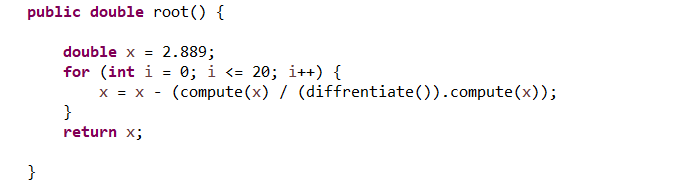 public double root() {
double x = 2.889;
for (int i = 0; i <= 20; i++) {
x = x - (compute(x) / (diffrentiate()).compute(x));
}
return x;
}